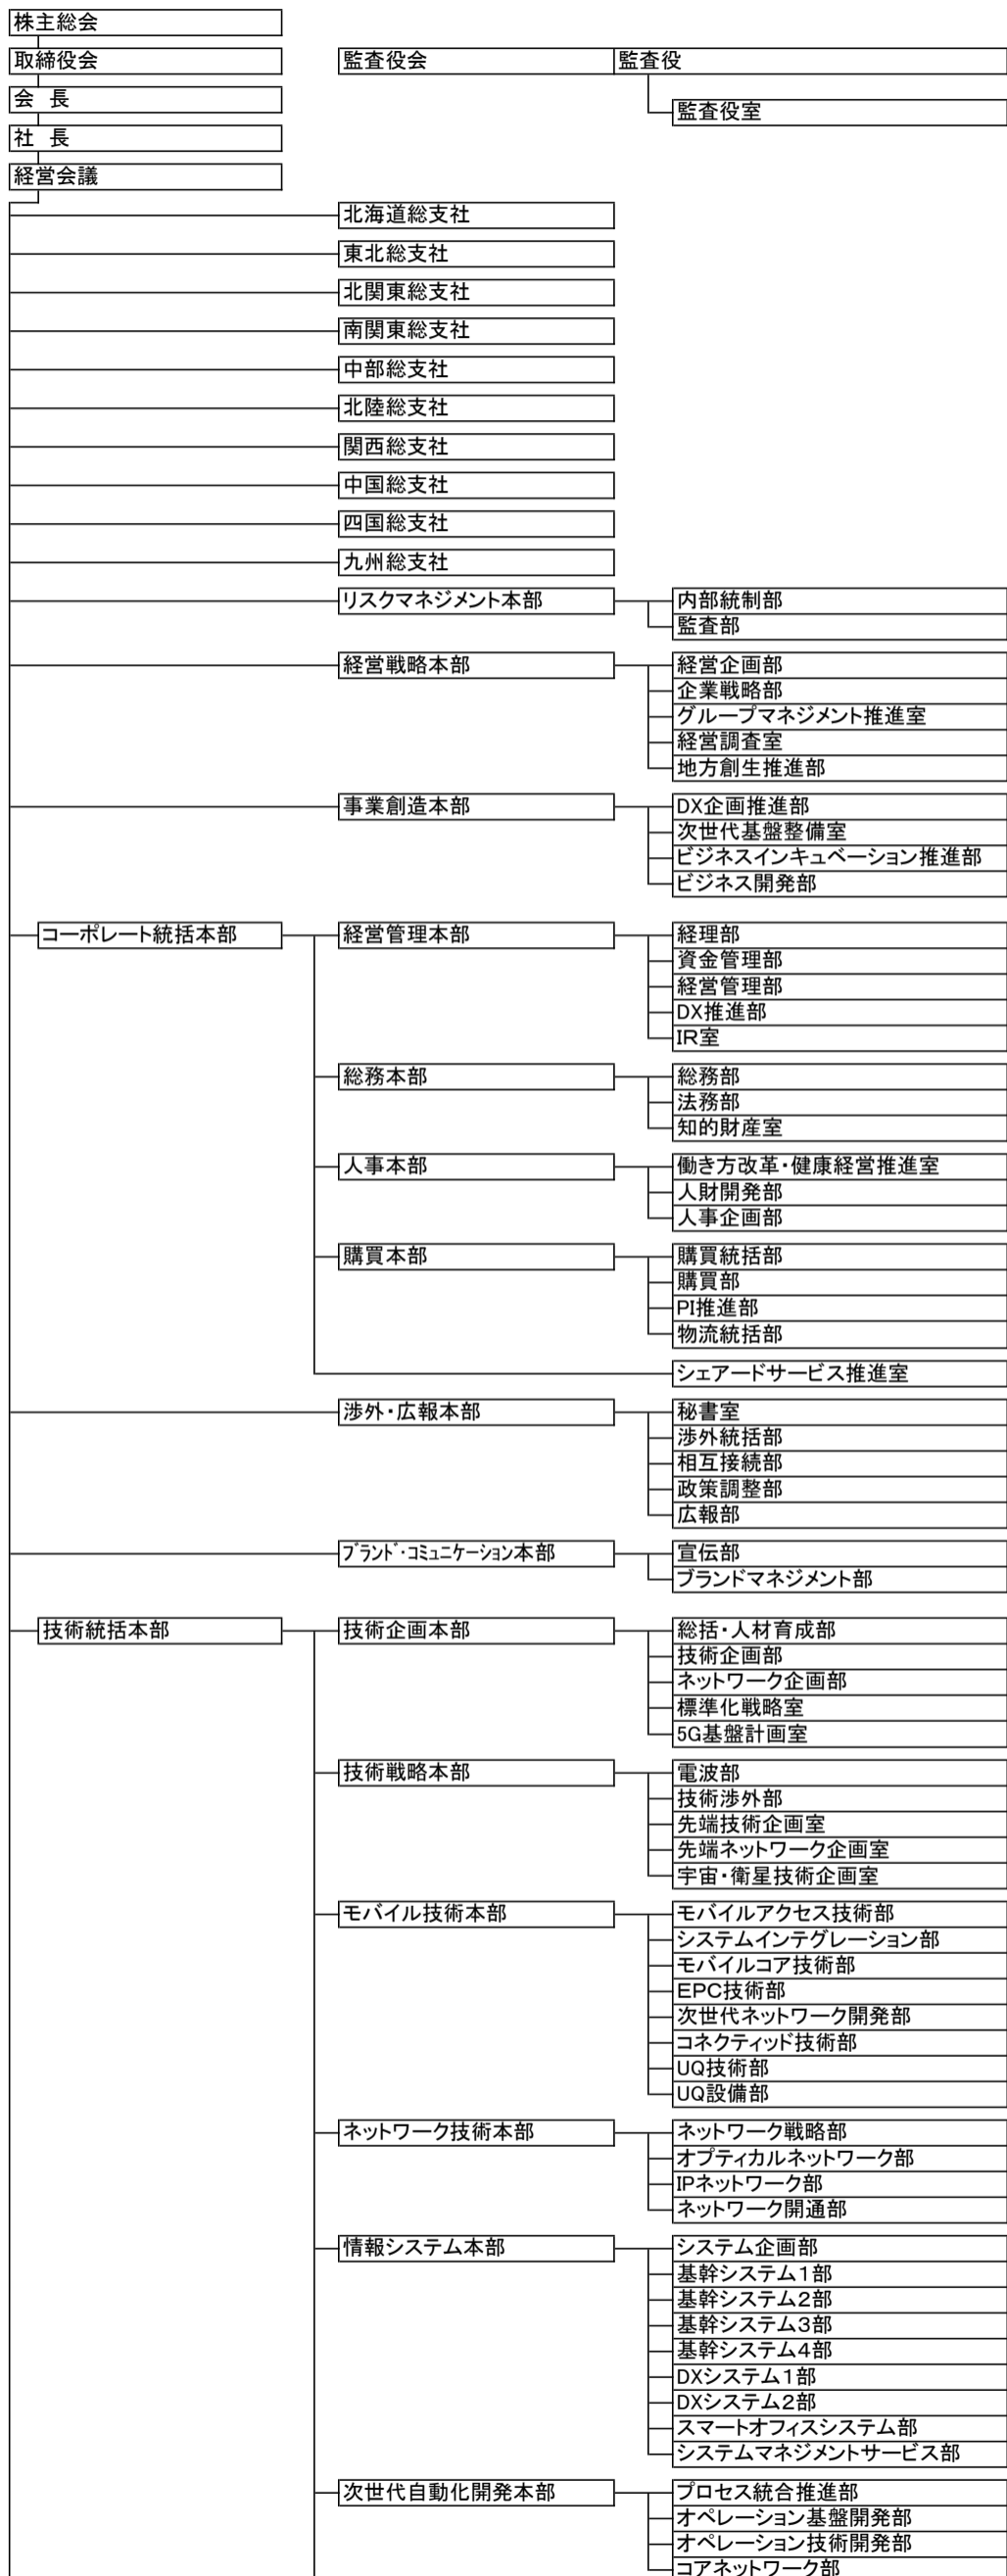 株主総会
取締役会 監査役会 監査役
会　長
監査役室
社　長
経営会議
北海道総支社
東北総支社
北関東総支社
南関東総支社
中部総支社
北陸総支社
関西総支社
中国総支社
四国総支社
九州総支社
リスクマネジメント本部 内部統制部
監査部
経営戦略本部 経営企画部
企業戦略部
グループマネジメント推進室
経営調査室
地方創生推進部
事業創造本部 DX企画推進部
次世代基盤整備室
ビジネスインキュベーション推進部
ビジネス開発部
コーポレート統括本部 経営管理本部 経理部
資金管理部
経営管理部
DX推進部
IR室
総務本部 総務部
法務部
知的財産室
人事本部 働き方改革・健康経営推進室
人財開発部
人事企画部
購買本部 購買統括部
購買部
PI推進部
物流統括部
シェアードサービス推進室
渉外・広報本部 秘書室
渉外統括部
相互接続部
政策調整部
広報部
ﾌﾞﾗﾝﾄﾞ･ｺﾐｭﾆｹｰｼｮﾝ本部 宣伝部
ブランドマネジメント部
技術統括本部 技術企画本部 総括・人材育成部
技術企画部
ネットワーク企画部
標準化戦略室
5G基盤計画室
技術戦略本部 電波部
技術渉外部
先端技術企画室
先端ネットワーク企画室
宇宙・衛星技術企画室
モバイル技術本部 モバイルアクセス技術部
システムインテグレーション部
モバイルコア技術部
EPC技術部
次世代ネットワーク開発部
コネクティッド技術部
UQ技術部
UQ設備部
ネットワーク技術本部 ネットワーク戦略部
オプティカルネットワーク部
IPネットワーク部
ネットワーク開通部
情報システム本部 システム企画部
基幹システム１部
基幹システム２部
基幹システム３部
基幹システム４部
DXシステム１部
DXシステム２部
スマートオフィスシステム部
システムマネジメントサービス部
次世代自動化開発本部 プロセス統合推進部
オペレーション基盤開発部
オペレーション技術開発部
コアネットワーク部